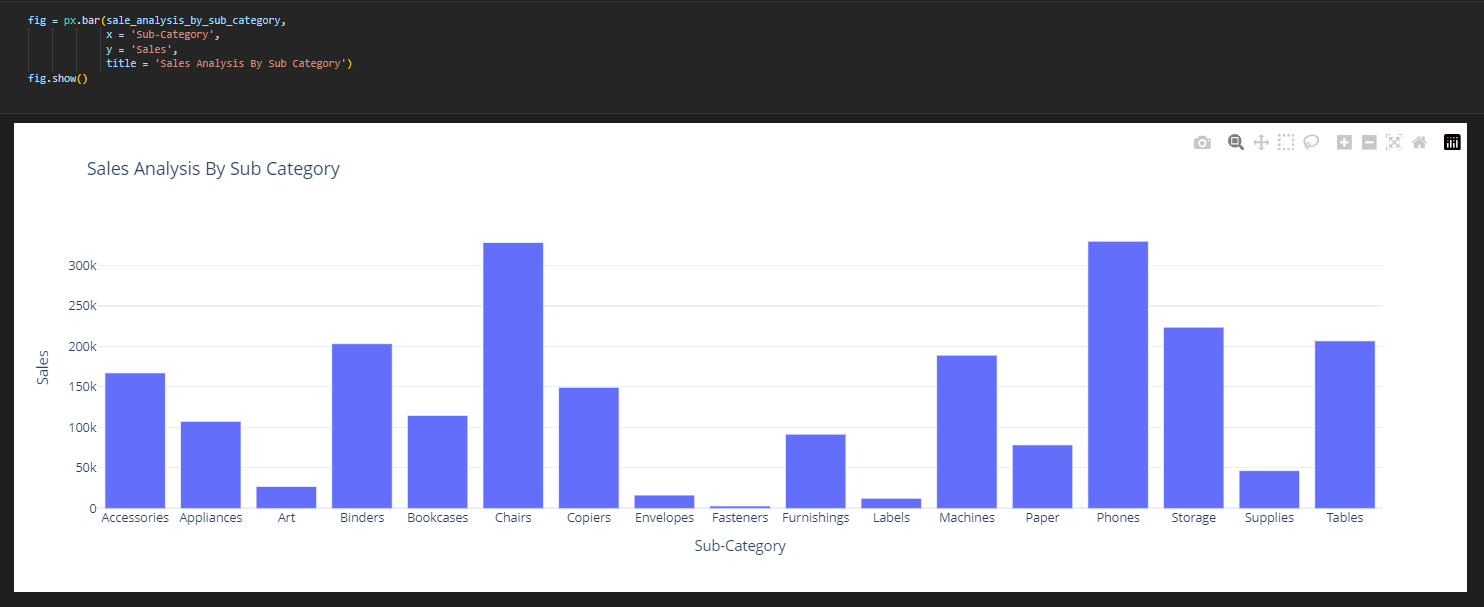 fig = px.bar(sale_analysis_by_sub_category,
x = 'Sub-Category',
y = 'Sales',
title = 'Sales Analysis By Sub Category')
fig.show()
Sales Analysis By Sub Category
300k
250k
200k
150k
100k
50k
0
Sales
Accessories Appliances Art Binders Bookcases Chairs Copiers Envelopes Fasteners Furnishings Labels Machines Paper Phones Storage Supplies Tables
Sub-Category